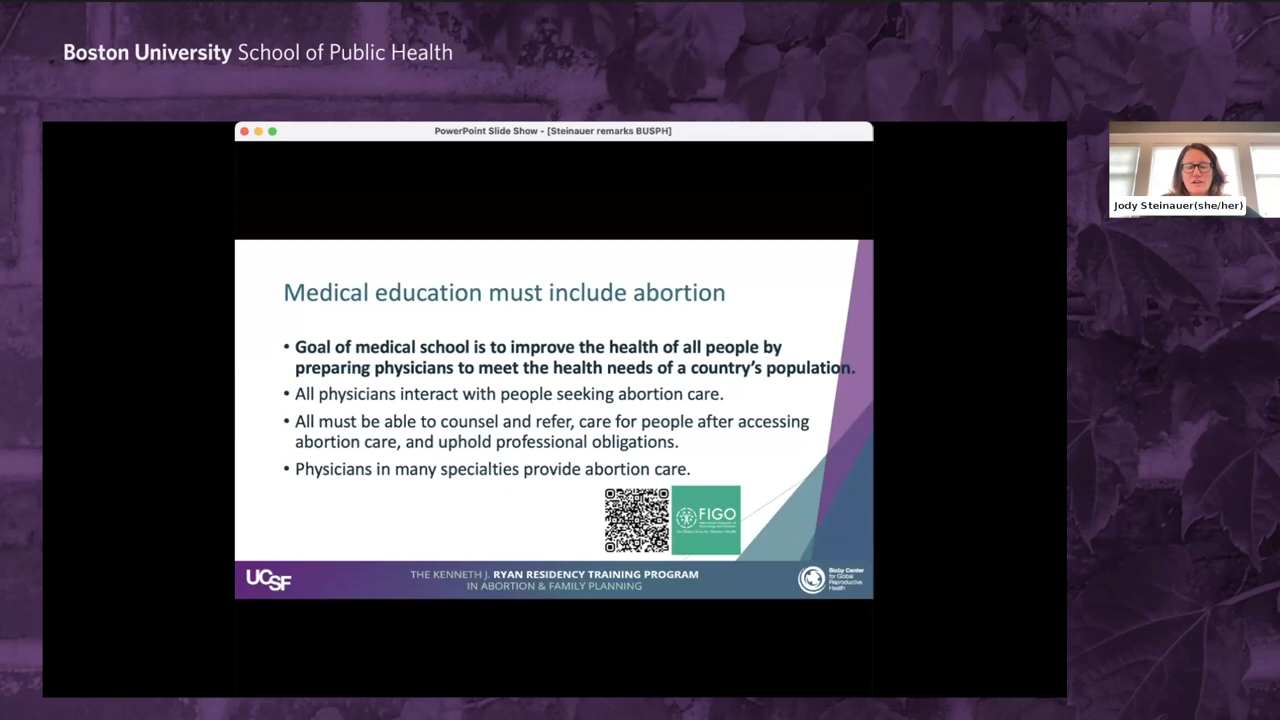 Boston University School of Public Health
PowerPoint Slide Show - [Steinauer remarks BUSPH]
Jody Steinauer(she/her)
Medical education must include abortion
• Goal of medical school is to improve the health of all people by
preparing physicians to meet the health needs of a country's population.
• All physicians interact with people seeking abortion care.
• All must be able to counsel and refer, care for people after accessing
abortion care, and uphold professional obligations.
• Physicians in many specialties provide abortion care.
FIGO
UCSF
THE KENNETH J. RYAN RESIDENCY TRAINING PROGRAM
IN ABORTION & FAMILY PLANNING
Bixby Center
for Global
Reproductive
Health